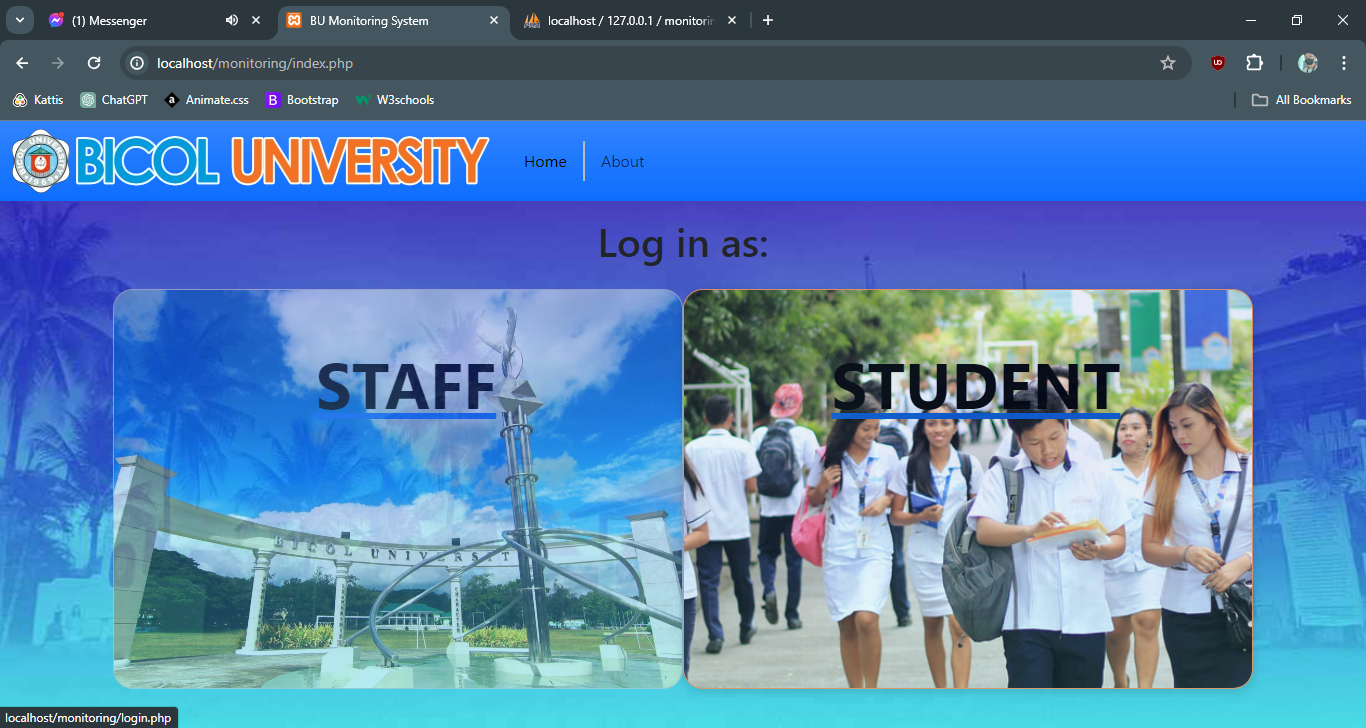 (1) Messenger
BU Monitoring System
localhost / 127.0.0.1 / monitorin
localhost/monitoring/index.php
Kattis
ChatGPT
Animate.css
Bootstrap
W3schools
All Bookmarks
BICOL UNIVERSITY
Home
About
Log in as:
STAFF
STUDENT
BICOL UNIVERSIT
localhost/monitoring/login.php